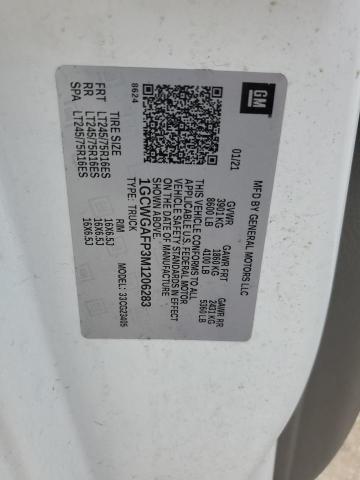 GM
MFD BY GENERAL MOTORS LLC
01/21
GVWR GAWR FRT GAWR RR
3901 KG 1860 KG 2431 KG
8600 LB 4100 LB 5360 LB
THIS VEHICLE CONFORMS TO ALL
APPLICABLE U.S. FEDERAL MOTOR
VEHICLE SAFETY STANDARDS IN EFFECT
ON THE DATE OF MANUFACTURE
SHOWN ABOVE.
1GCWGAFP3M1206283
TYPE: TRUCK MODEL: 33CG23405
8624
TIRE SIZE RIM
FRT LT245/75R16ES 16X6.5J
RR LT245/75R16ES 16X6.5J
SPA LT245/75R16ES 16X6.5J